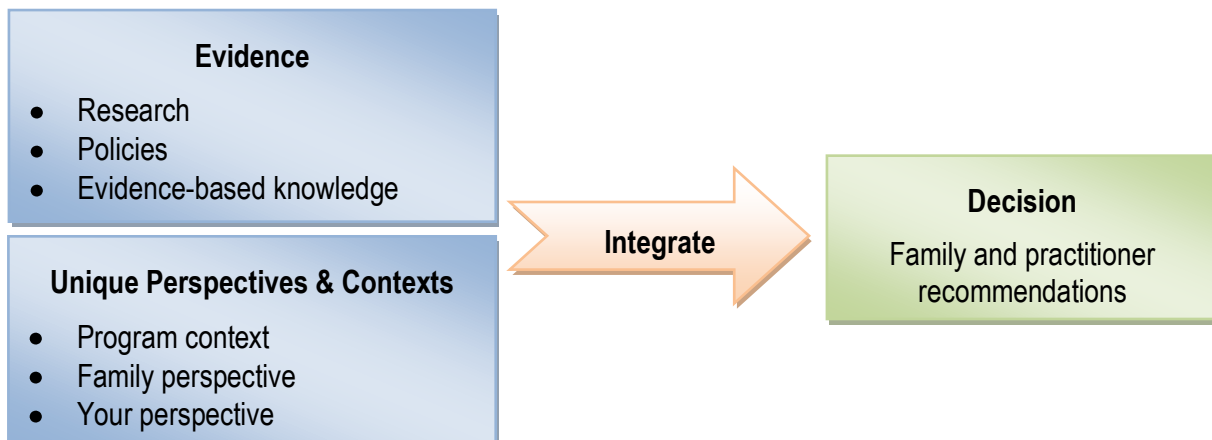 Evidence
● Research
● Policies
● Evidence-based knowledge
Unique Perspectives & Contexts
● Program context
● Family perspective
● Your perspective
Integrate
Decision
Family and practitioner
recommendations